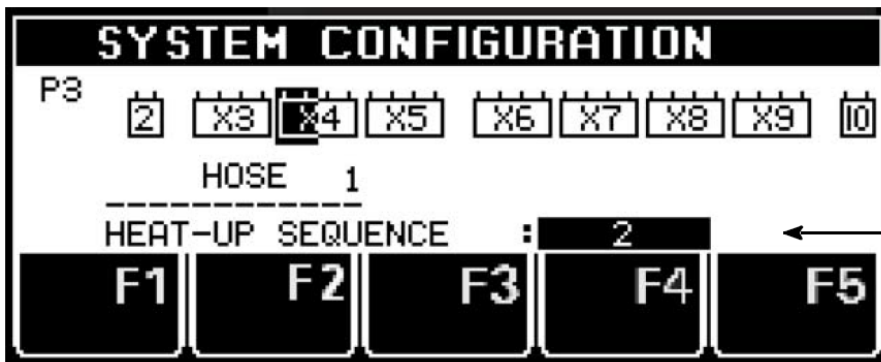 SYSTEM CONFIGURATION
P3
2 X3 X4 X5 X6 X7 X8 X9 10
HOSE 1
HEAT-UP SEQUENCE : 2
F1 F2 F3 F4 F5